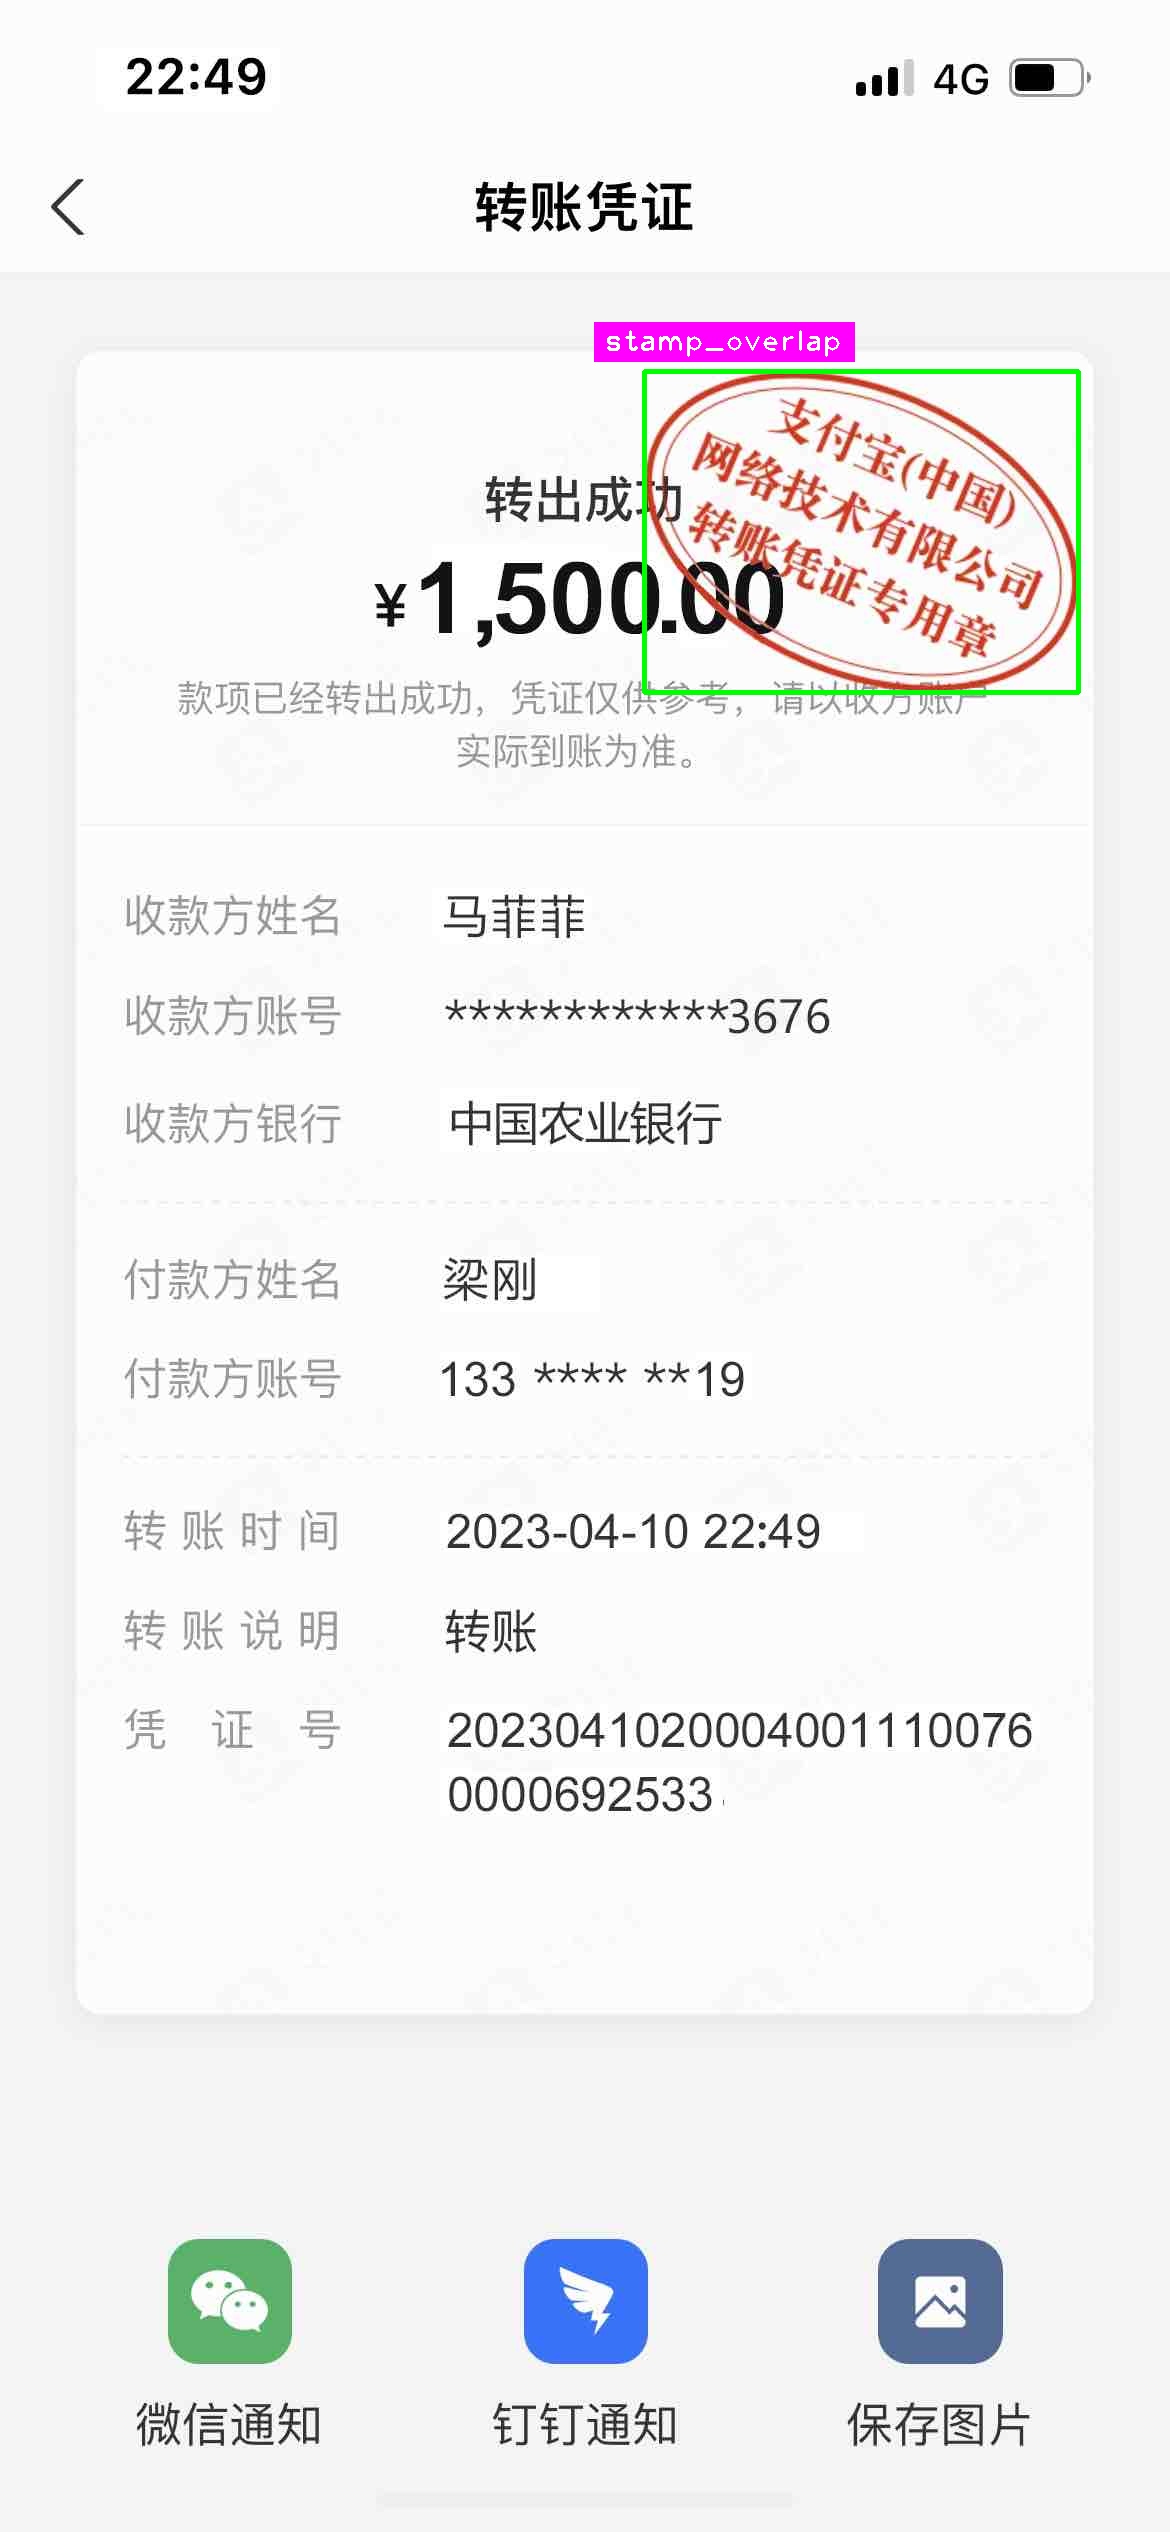 22:49
4G
转账凭证
stamp_overlap
支付宝(中国)
网络技术有限公司
转账凭证专用章
转出成功
¥1,500.00
款项已经转出成功，凭证仅供参考，请以收方账户
实际到账为准。
收款方姓名 马菲菲
收款方账号 ************3676
收款方银行 中国农业银行
付款方姓名 梁刚
付款方账号 133 **** **19
转账时间 2023-04-10 22:49
转账说明 转账
凭证号 2023041020004001110076
0000692533
微信通知 钉钉通知 保存图片